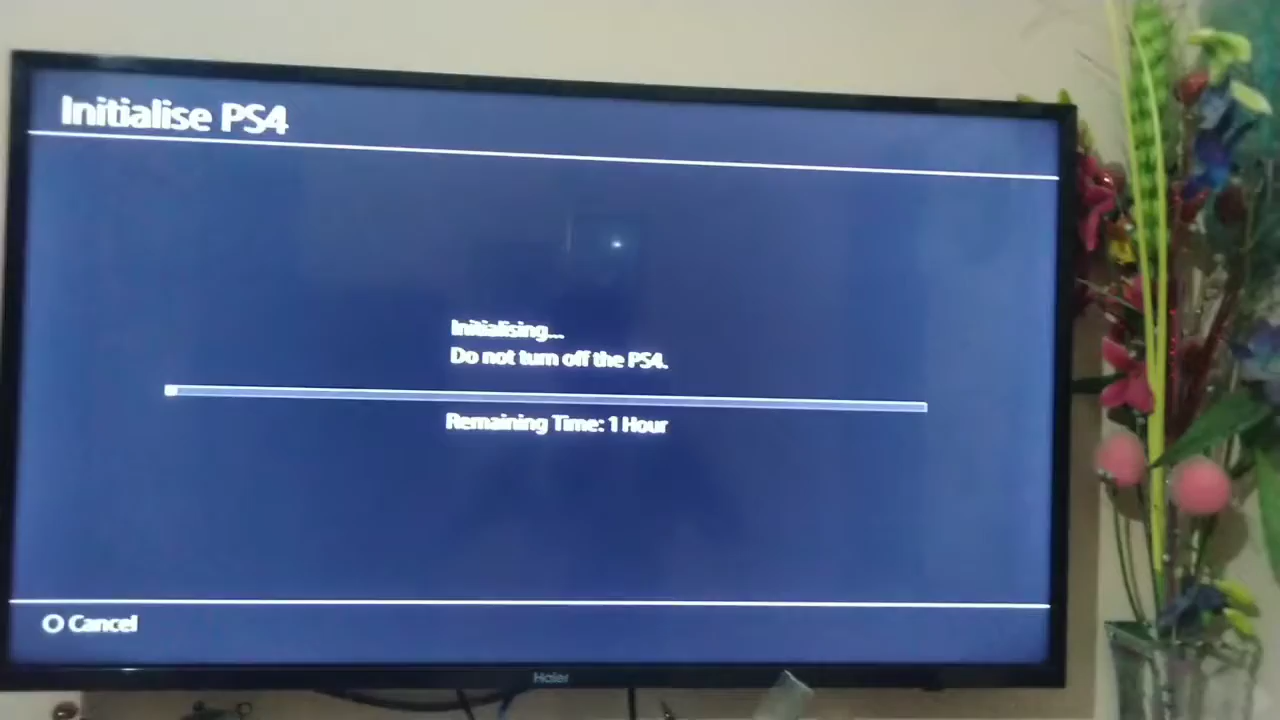 Initialise PS4
Initialising...
Do not turn off the PS4.
Remaining Time: 1 Hour
O Cancel
Haier